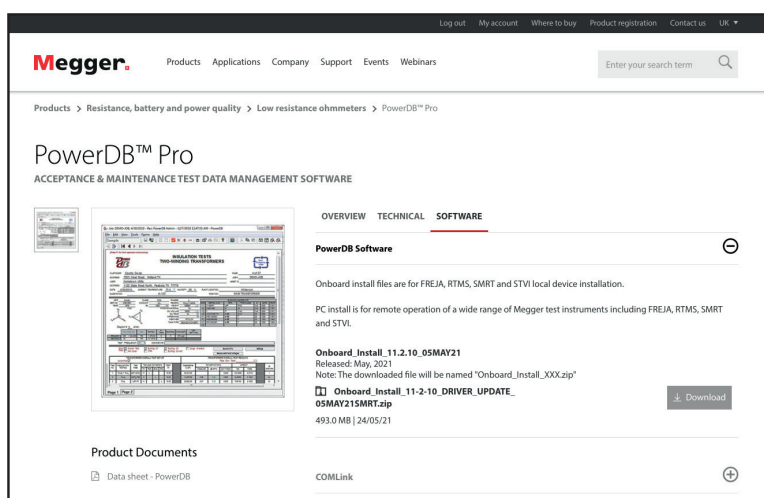 Log out My account Where to buy Product registration Contact us UK
Megger.
Products Applications Company Support Events Webinars
Enter your search term
Products > Resistance, battery and power quality > Low resistance ohmmeters > PowerDB™ Pro
PowerDB™ Pro
ACCEPTANCE & MAINTENANCE TEST DATA MANAGEMENT SOFTWARE
INSULATION TESTS
TWO-WINDING TRANSFORMERS
Page 1 Page 2
Product Documents
Data sheet - PowerDB
OVERVIEW TECHNICAL SOFTWARE
PowerDB Software
Onboard install files are for FREJA, RTMS, SMRT and STVI local device installation.
PC install is for remote operation of a wide range of Megger test instruments including FREJA, RTMS, SMRT
and STVI.
Onboard_Install_11.2.10_05MAY21
Released: May, 2021
Note: The downloaded file will be named "Onboard_Install_XXX.zip"
Onboard_Install_11-2-10_DRIVER_UPDATE_
05MAY21SMRT.zip
Download
493.0 MB | 24/05/21
COMLink